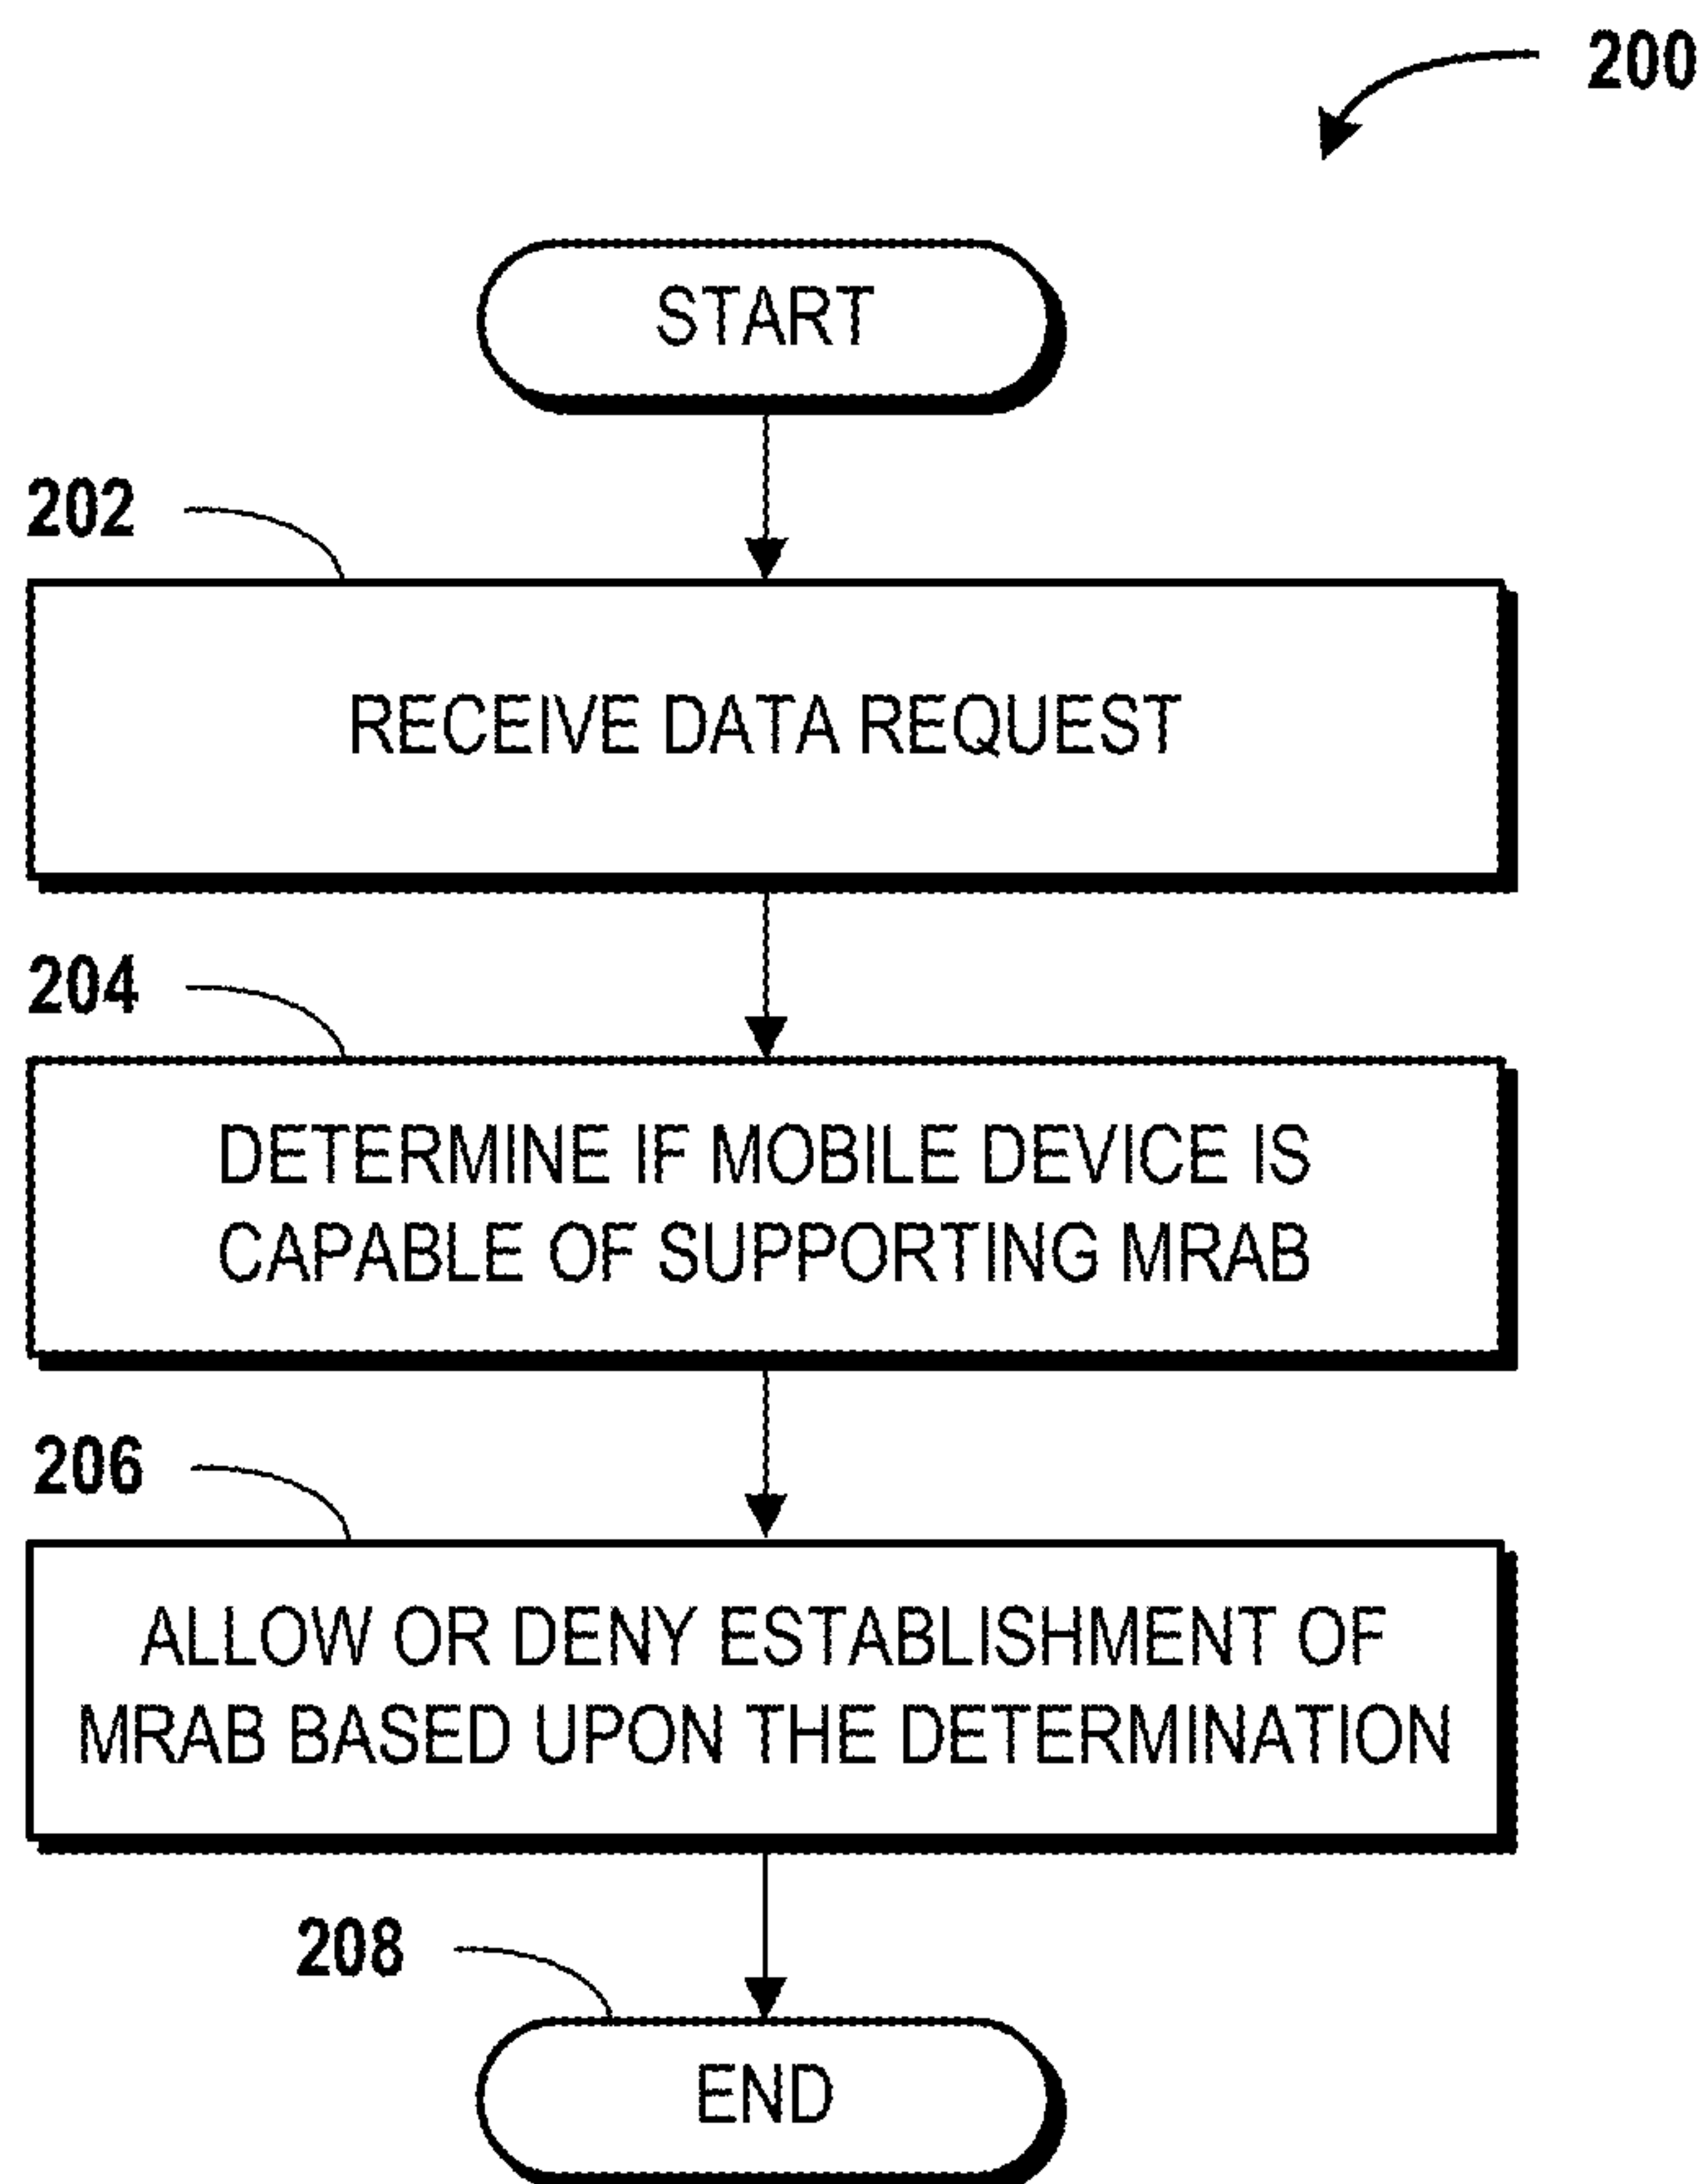 200
START
202
RECEIVE DATA REQUEST
204
DETERMINE IF MOBILE DEVICE IS
CAPABLE OF SUPPORTING MRAB
206
ALLOW OR DENY ESTABLISHMENT OF
MRAB BASED UPON THE DETERMINATION
208
END